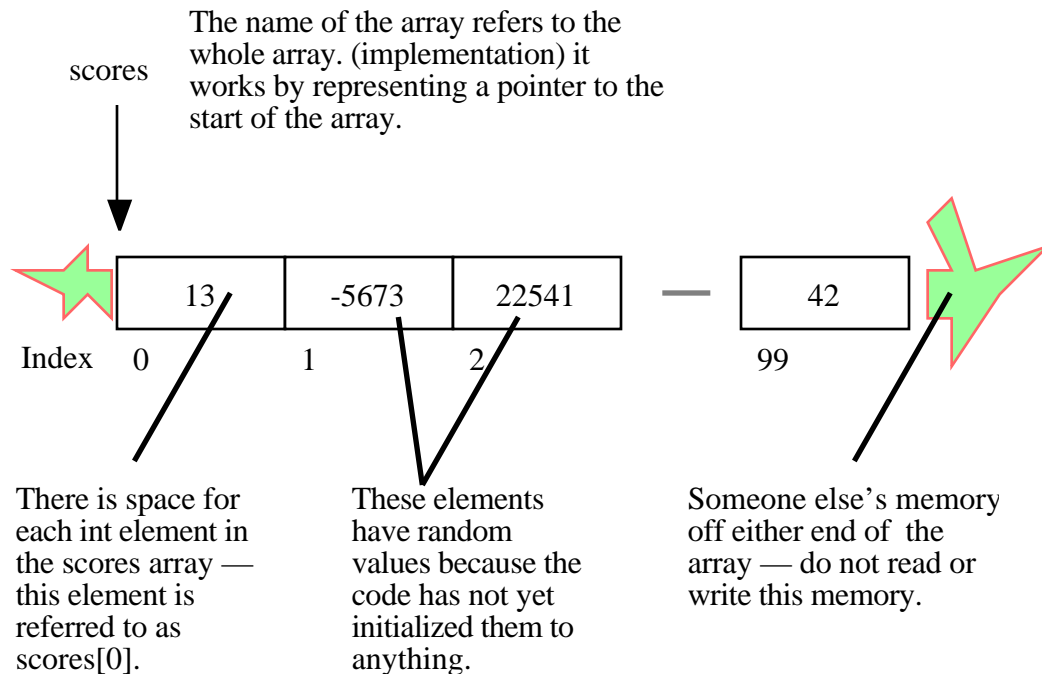 The name of the array refers to the
whole array. (implementation) it
works by representing a pointer to the
start of the array.
scores
13
-5673
22541
42
Index
0
1
2
99
There is space for
each int element in
the scores array —
this element is
referred to as
scores[0].
These elements
have random
values because the
code has not yet
initialized them to
anything.
Someone else’s memory
off either end of the
array — do not read or
write this memory.